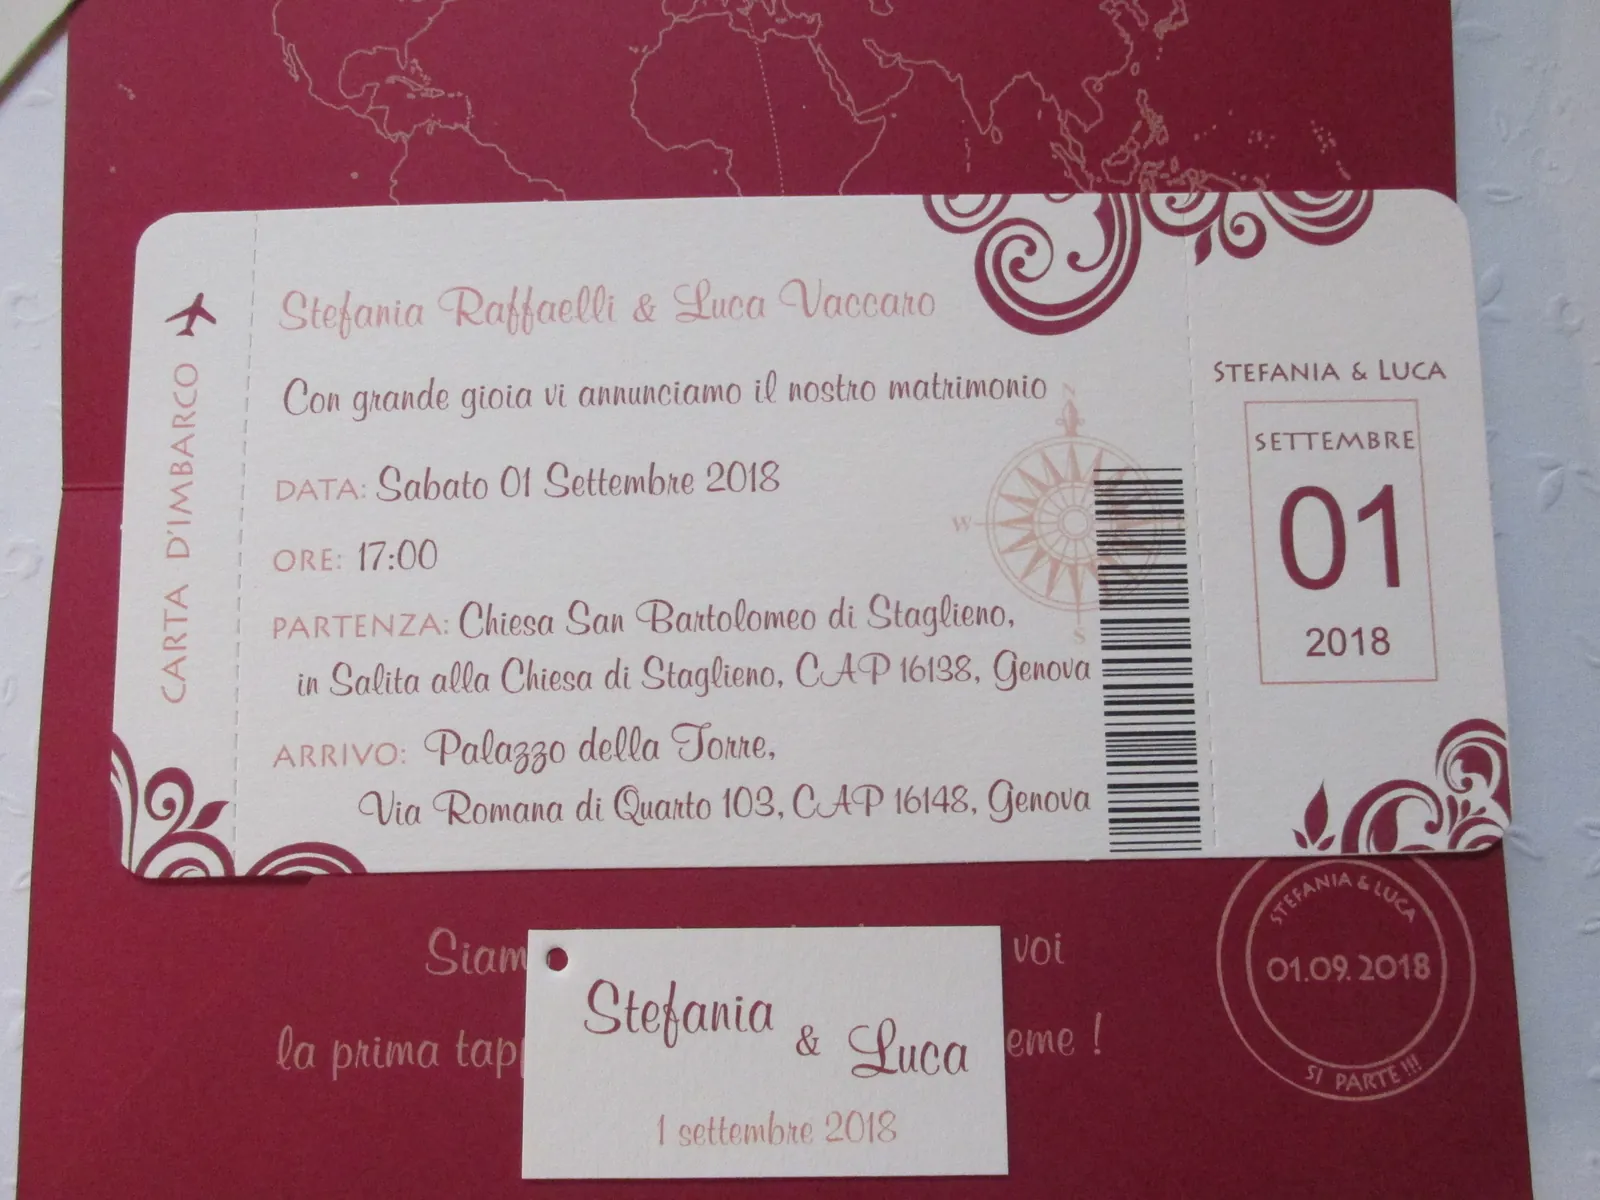 CARTA D'IMBARCO
Stefania Raffaelli & Luca Vaccaro
Con grande gioia vi annunciamo il nostro matrimonio
DATA: Sabato 01 Settembre 2018
ORE: 17:00
PARTENZA: Chiesa San Bartolomeo di Staglieno,
in Salita alla Chiesa di Staglieno, CAP 16138, Genova
ARRIVO: Palazzo della Torre,
Via Romana di Quarto 103, CAP 16148, Genova
N
W
S
STEFANIA & LUCA
SETTEMBRE
01
2018
Siam voi
la prima tapp eme !
Stefania
& Luca
1 settembre 2018
STEFANIA & LUCA
01.09.2018
SI PARTE !!!